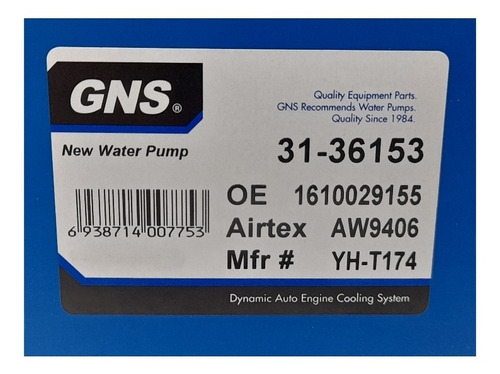 GNS®
Quality Equipment Parts.
GNS Recommends Water Pumps.
Quality Since 1984.
New Water Pump
31-36153
6 938714 007753
OE 1610029155
Airtex AW9406
Mfr # YH-T174
Dynamic Auto Engine Cooling System